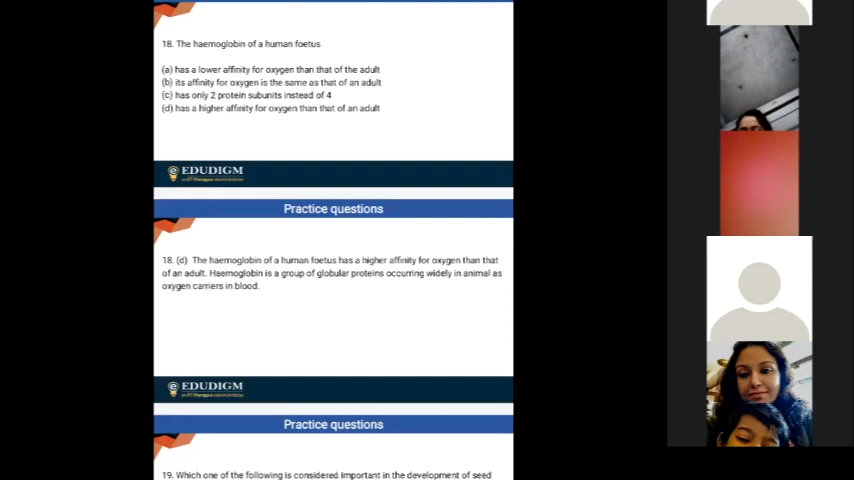 18. The haemoglobin of a human foetus
(a) has a lower affinity for oxygen than that of the adult
(b) its affinity for oxygen is the same as that of an adult
(c) has only 2 protein subunits instead of 4
(d) has a higher affinity for oxygen than that of an adult
EDUDIGM
Practice questions
18. (d) The haemoglobin of a human foetus has a higher affinity for oxygen than that
of an adult. Haemoglobin is a group of globular proteins occurring widely in animal as
oxygen carriers in blood.
EDUDIGM
Practice questions
19. Which one of the following is considered important in the development of seed